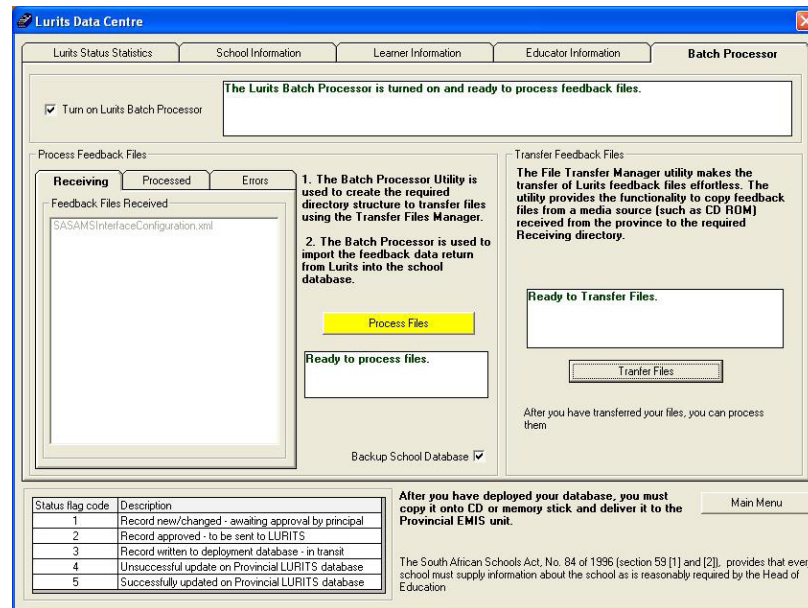 Lurits Data Centre
Lurits Status Statistics
School Information
Learner Information
Educator Information
Batch Processor
Turn on Lurits Batch Processor
The Lurits Batch Processor is turned on and ready to process feedback files.
Process Feedback Files
Receiving
Processed
Errors
Feedback Files Received
SASAMSInterfaceConfiguration.xml
1. The Batch Processor Utility is
used to create the required
directory structure to transfer files
using the Transfer Files Manager.
2. The Batch Processor is used to
import the feedback data return
from Lurits into the school
database.
Process Files
Ready to process files.
Backup School Database
Transfer Feedback Files
The File Transfer Manager utility makes the
transfer of Lurits feedback files effortless. The
utility provides the functionality to copy feedback
files from a media source (such as CD ROM)
received from the province to the required
Receiving directory.
Ready to Transfer Files.
Tranfer Files
After you have transferred your files, you can process
them
Status flag code Description
1 Record new/changed - awaiting approval by principal
2 Record approved - to be sent to LURITS
3 Record written to deployment database - in transit
4 Unsuccessful update on Provincial LURITS database
5 Successfully updated on Provincial LURITS database
After you have deployed your database, you must
copy it onto CD or memory stick and deliver it to the
Provincial EMIS unit.
Main Menu
The South African Schools Act, No. 84 of 1996 (section 59 [1] and [2]), provides that ever
school must supply information about the school as is reasonably required by the Head of
Education